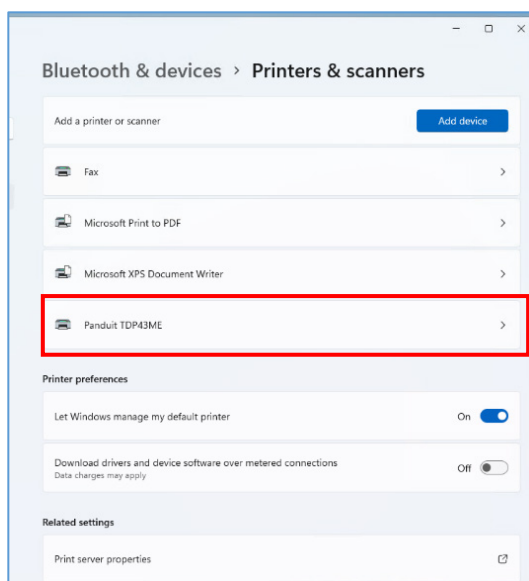 Bluetooth & devices > Printers & scanners
Add a printer or scanner
Add device
Fax
Microsoft Print to PDF
Microsoft XPS Document Writer
Panduit TDP43ME
Printer preferences
Let Windows manage my default printer
On
Download drivers and device software over metered connections
Data charges may apply
Off
Related settings
Print server properties